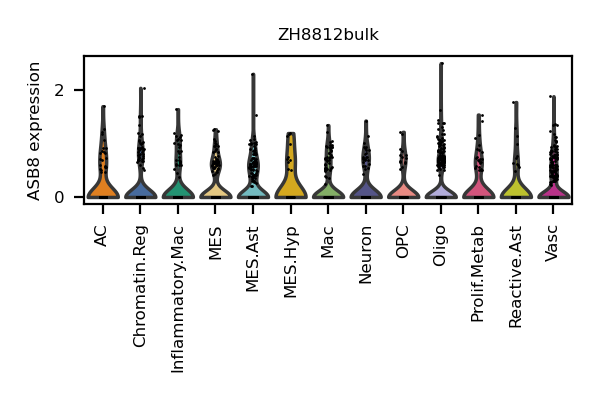 ZH8812bulk
ASB8 expression
2
0
AC
Chromatin.Reg
Inflammatory.Mac
MES
MES.Ast
MES.Hyp
Mac
Neuron
OPC
Oligo
Prolif.Metab
Reactive.Ast
Vasc